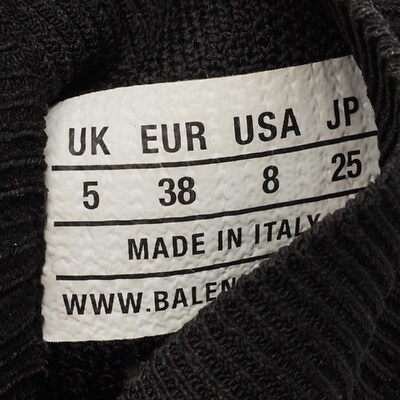 UK EUR USA JP
5 38 8 25
MADE IN ITALY
WWW.BALEN